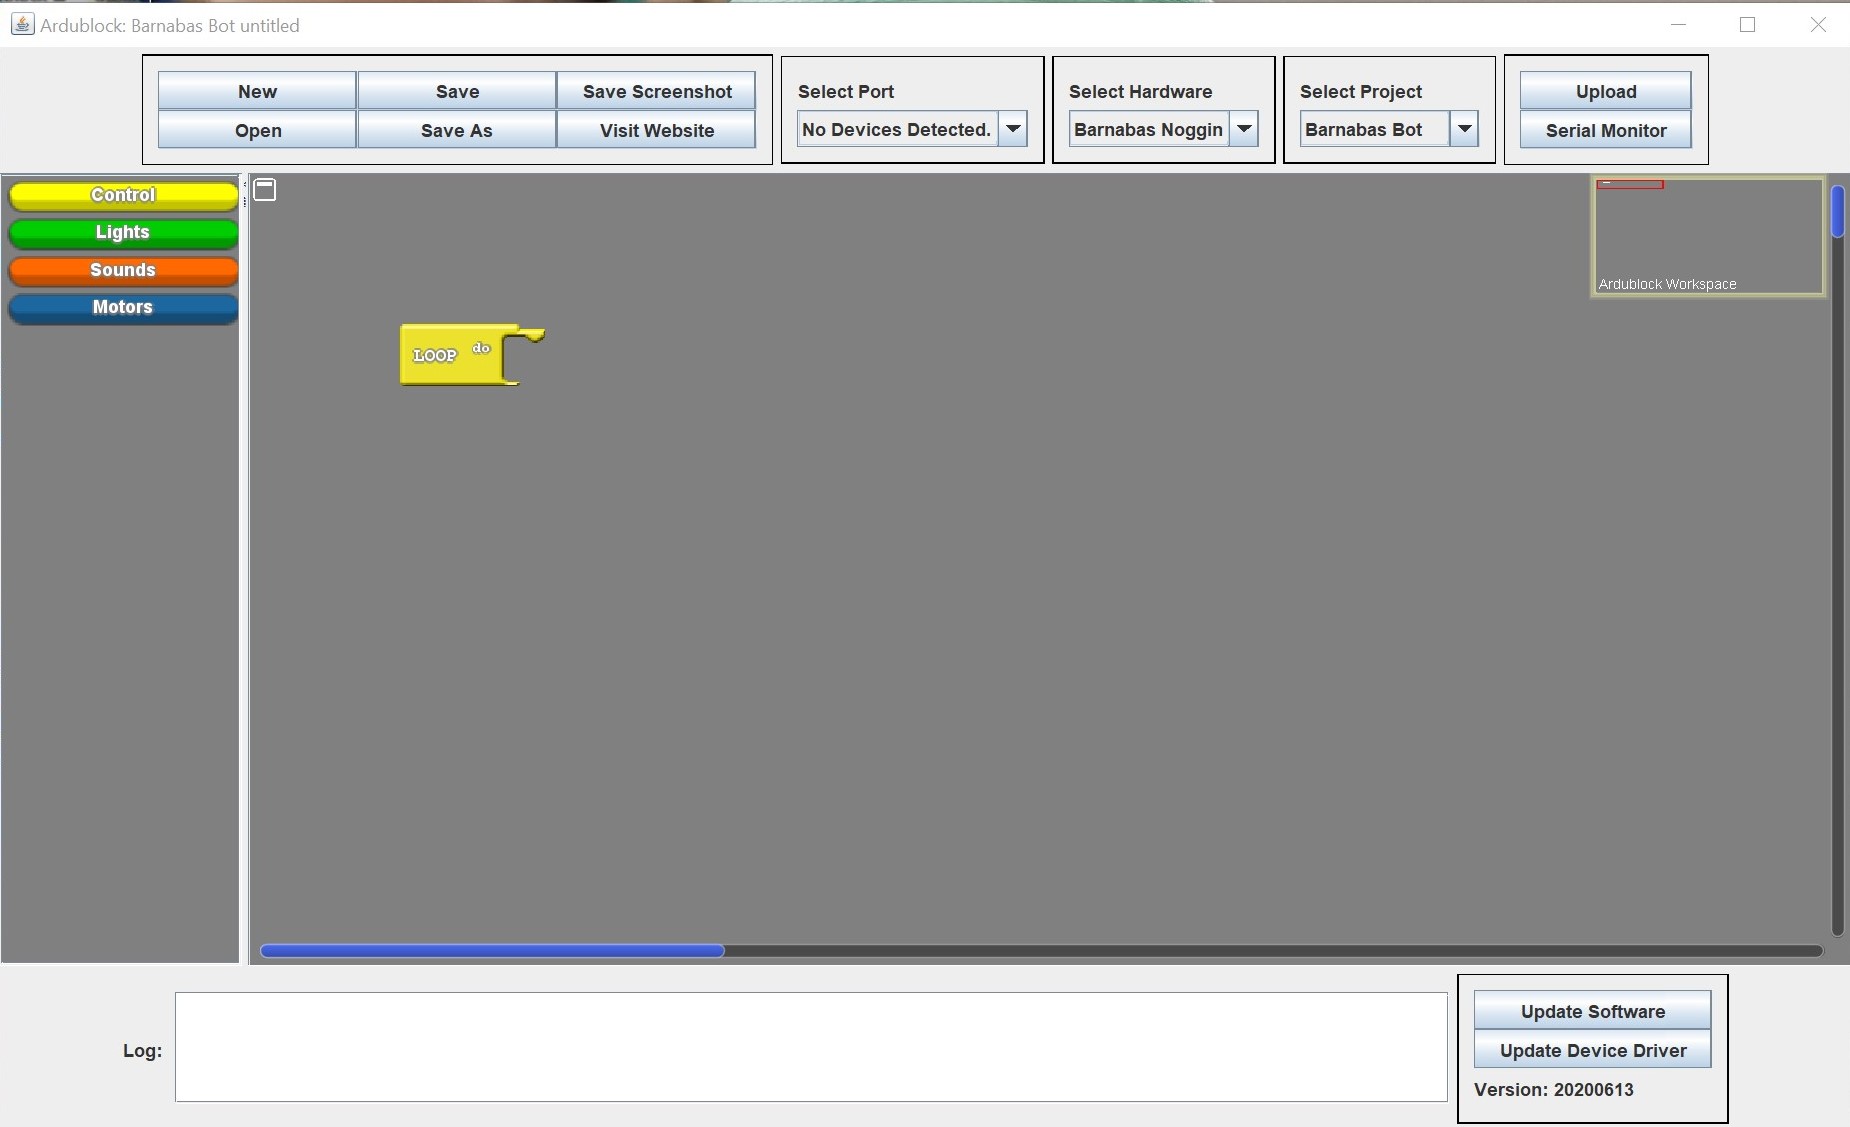 Ardublock: Barnabas Bot untitled
New Save Save Screenshot
Open Save As Visit Website
Select Port
No Devices Detected.
Select Hardware
Barnabas Noggin
Select Project
Barnabas Bot
Upload
Serial Monitor
Control
Lights
Sounds
Motors
LOOP do
Ardublock Workspace
Log:
Update Software
Update Device Driver
Version: 20200613